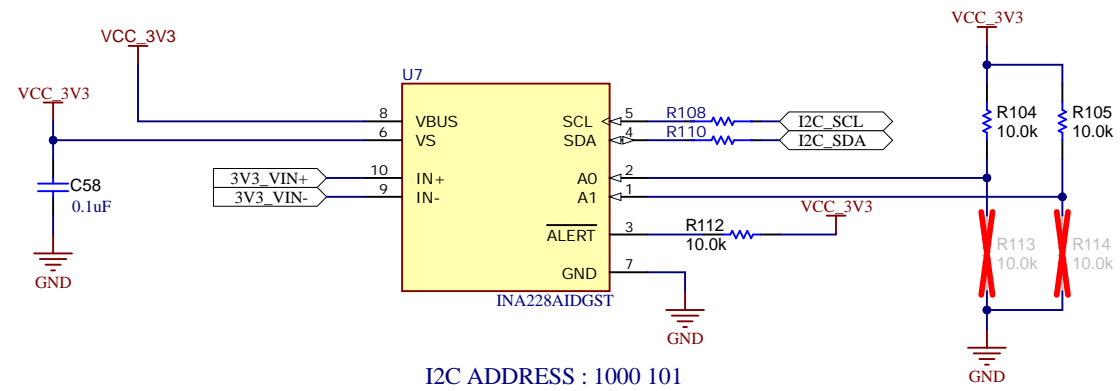 VCC_3V3
VCC_3V3
VCC_3V3
U7
8 VBUS
6 VS
3V3_VIN+ 10 IN+
3V3_VIN- 9 IN-
C58
0.1uF
GND
SCL 5 R108 I2C_SCL
SDA 4 R110 I2C_SDA
A0 2
A1 1
ALERT 3 R112
10.0k
VCC_3V3
GND 7
GND
INA228AIDGST
R104
10.0k
R105
10.0k
R113
10.0k
R114
10.0k
GND
I2C ADDRESS : 1000 101